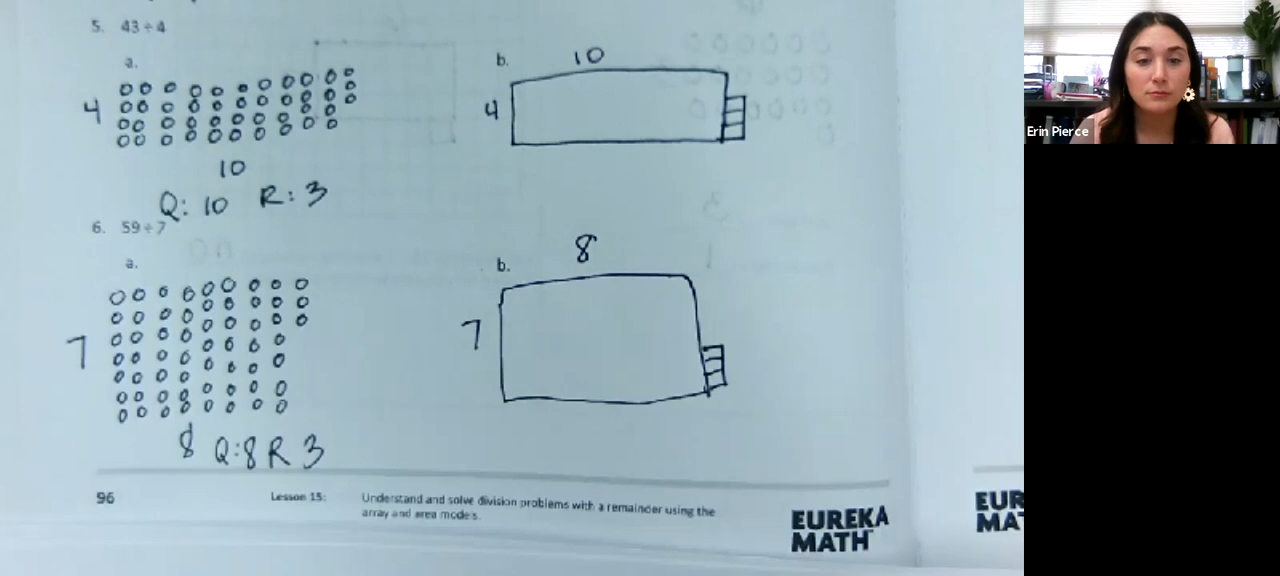 5. 43÷4
a.
b.
10
4
4
10
Q: 10 R: 3
6. 59÷7
a.
b.
8
7
7
8 Q:8 R 3
96 Lesson 15: Understand and solve division problems with a remainder using the
array and area models.
EUREKA
MATH
EUR
MA
Erin Pierce